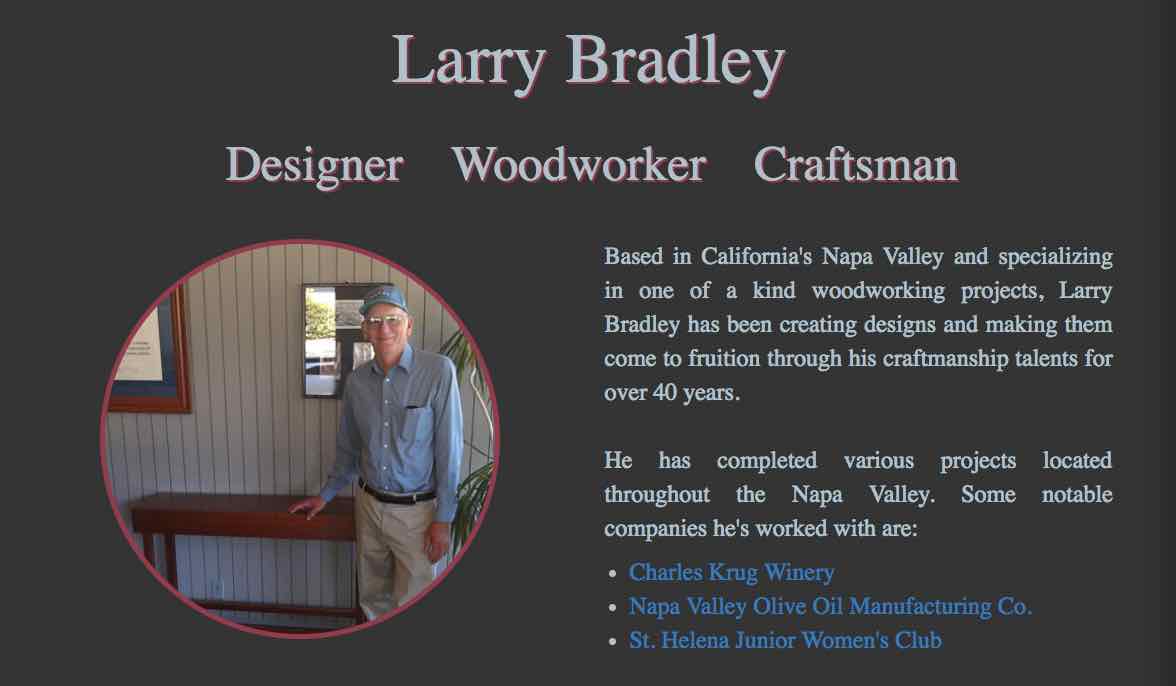 Larry Bradley
Designer Woodworker Craftsman
Based in California's Napa Valley and specializing
in one of a kind woodworking projects, Larry
Bradley has been creating designs and making them
come to fruition through his craftmanship talents for
over 40 years.
He has completed various projects located
throughout the Napa Valley. Some notable
companies he's worked with are:
Charles Krug Winery
Napa Valley Olive Oil Manufacturing Co.
St. Helena Junior Women's Club